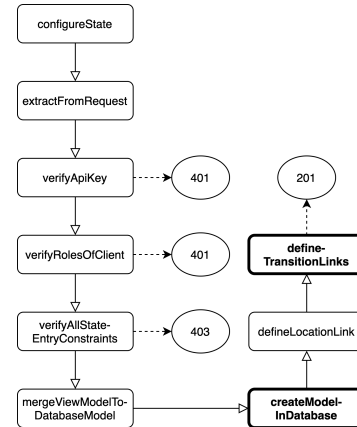 configureState
extractFromRequest
verifyApiKey
401
201
verifyRolesOfClient
401
define-
TransitionLinks
verifyAllState-
EntryConstraints
403
defineLocationLink
mergeViewModelTo-
DatabaseModel
createModel-
InDatabase